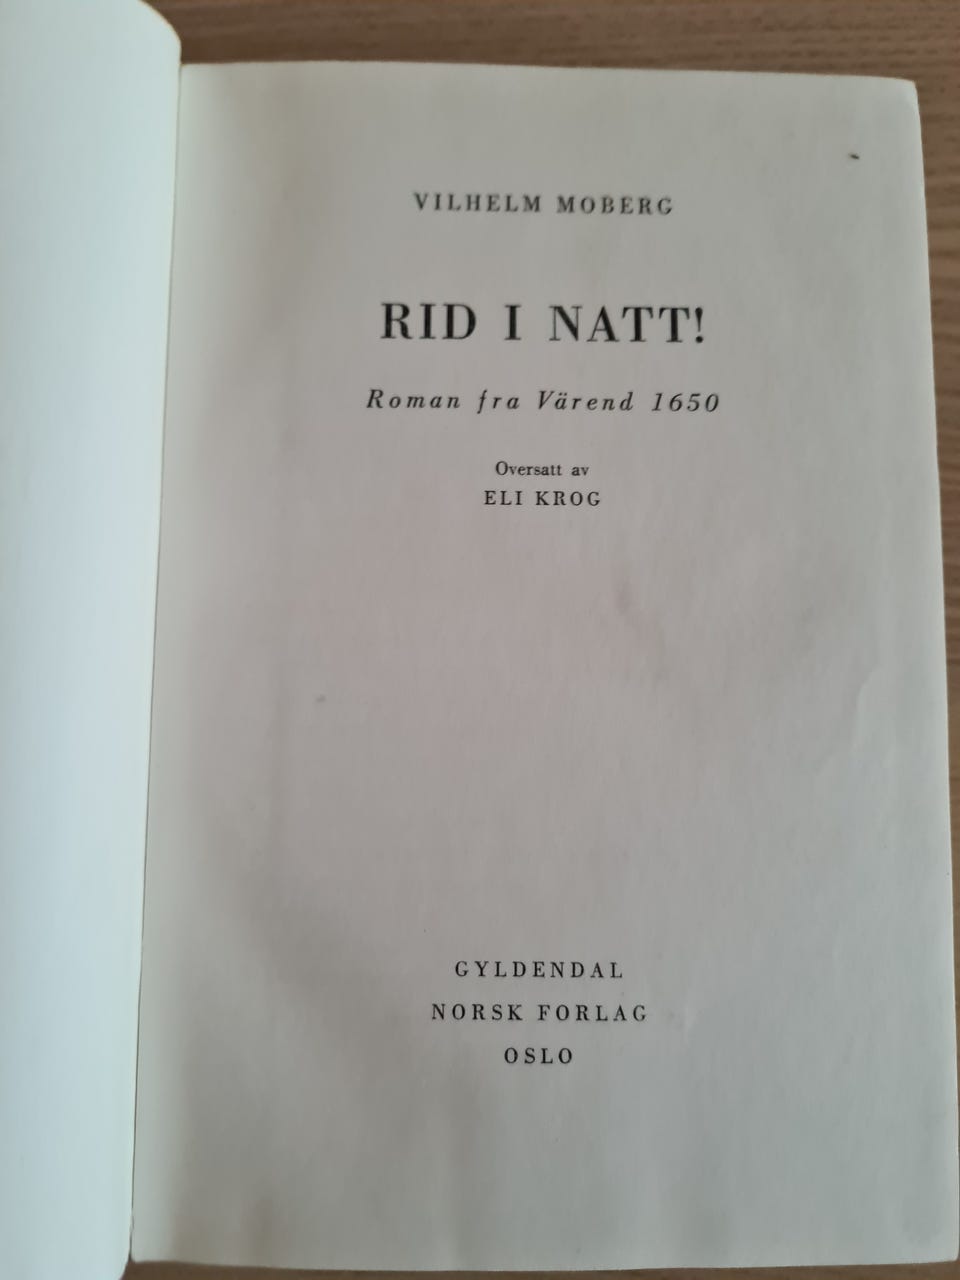 VILHELM MOBERG
RID I NATT!
Roman fra Värend 1650
Oversatt av
ELI KROG
GYLDENDAL
NORSK FORLAG
OSLO